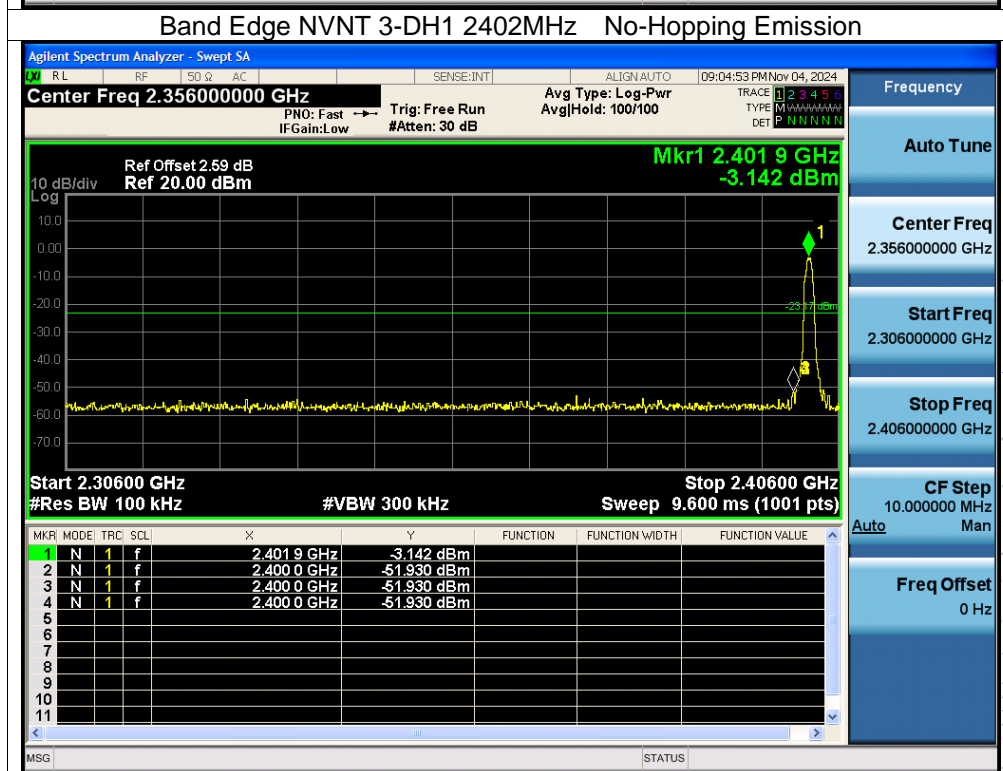 Band Edge NVNT 3-DH1 2402MHz No-Hopping Emission
Agilent Spectrum Analyzer - Swept SA
LXI RL RF 50 Ω AC SENSE:INT ALIGN AUTO 09:04:53 PM Nov 04, 2024
Center Freq 2.356000000 GHz
PNO: Fast
IFGain:Low
Trig: Free Run
#Atten: 30 dB
Avg Type: Log-Pwr
Avg|Hold: 100/100
TRACE 1 2 3 4 5 6
TYPE M WWWWW
DET P N N N N N
Frequency
Auto Tune
Center Freq
2.356000000 GHz
Start Freq
2.306000000 GHz
Stop Freq
2.406000000 GHz
CF Step
10.000000 MHz
Auto Man
Freq Offset
0 Hz
Mkr1 2.401 9 GHz
-3.142 dBm
Ref Offset 2.59 dB
10 dB/div Ref 20.00 dBm
Log
10.0
0.00
-10.0
-20.0
-30.0
-40.0
-50.0
-60.0
-70.0
1
-23.17 dBm
Start 2.30600 GHz Stop 2.40600 GHz
#Res BW 100 kHz #VBW 300 kHz Sweep 9.600 ms (1001 pts)
MKR MODE TRC SCL X Y FUNCTION FUNCTION WIDTH FUNCTION VALUE
1 N 1 f 2.401 9 GHz -3.142 dBm
2 N 1 f 2.400 0 GHz -51.930 dBm
3 N 1 f 2.400 0 GHz -51.930 dBm
4 N 1 f 2.400 0 GHz -51.930 dBm
5
6
7
8
9
10
11
MSG STATUS